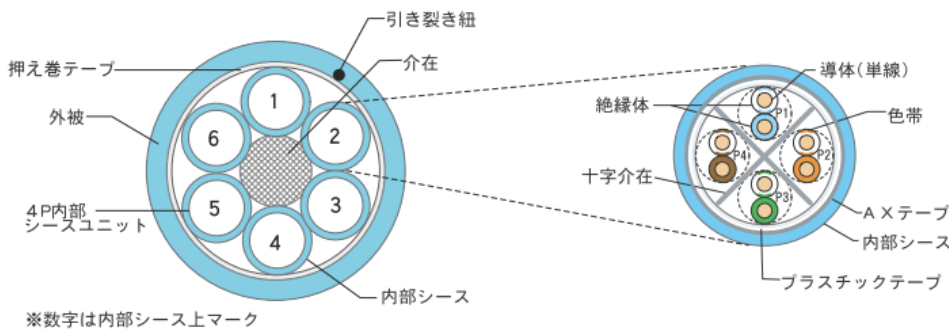 引き裂き紐
押え巻テープ
介在
外被
1
2
3
4
5
6
4P内部
シースユニット
内部シース
※数字は内部シース上マーク
導体(単線)
絶縁体
色帯
P1
P2
P3
P4
十字介在
AXテープ
内部シース
プラスチックテープ